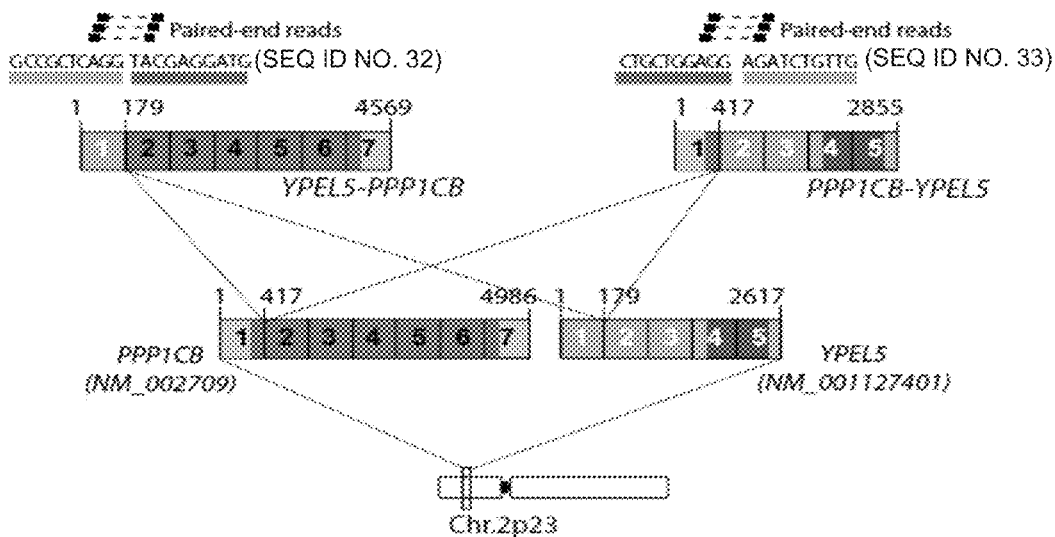 Paired-end reads
GCCGCTCAGG TACGAGGATG (SEQ ID NO. 32)
1 179 4569
1 2 3 4 5 6 7
YPEL5-PPP1CB
Paired-end reads
CTGCTGGAGG AGATCTGTTG (SEQ ID NO. 33)
1 417 2855
1 2 3 4 5
PPP1CB-YPEL5
1 417 4986
1 2 3 4 5 6 7
PPP1CB
(NM_002709)
1 179 2617
1 2 3 4 5
YPEL5
(NM_001127401)
Chr.2p23